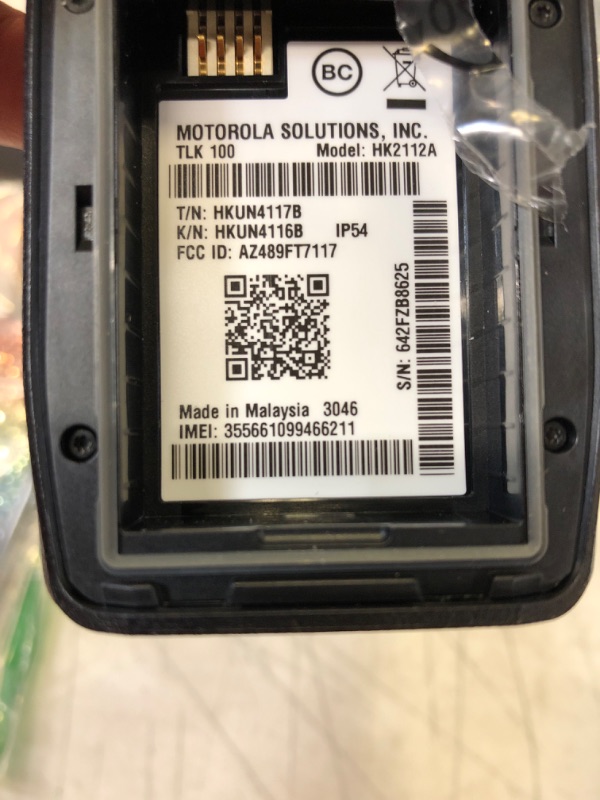 BC
MOTOROLA SOLUTIONS, INC.
TLK 100 Model: HK2112A
T/N: HKUN4117B
K/N: HKUN4116B IP54
FCC ID: AZ489FT7117
S/N: 642FZB8625
Made in Malaysia 3046
IMEI: 355661099466211